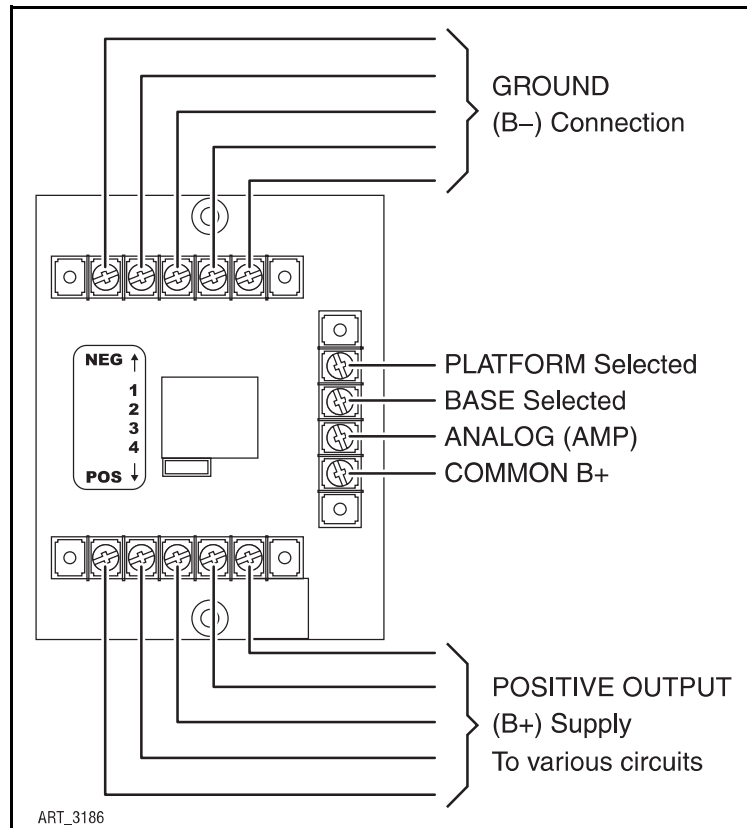 GROUND
(B–) Connection
NEG ↑
1
2
3
4
POS ↓
PLATFORM Selected
BASE Selected
ANALOG (AMP)
COMMON B+
POSITIVE OUTPUT
(B+) Supply
To various circuits
ART_3186